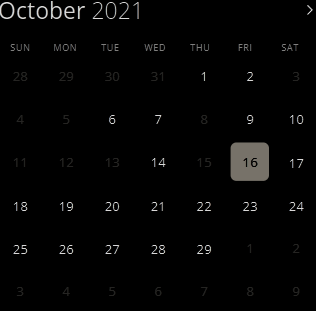 October 2021
SUN MON TUE WED THU FRI SAT
28 29 30 31 1 2 3
4 5 6 7 8 9 10
11 12 13 14 15 16 17
18 19 20 21 22 23 24
25 26 27 28 29 1 2
3 4 5 6 7 8 9